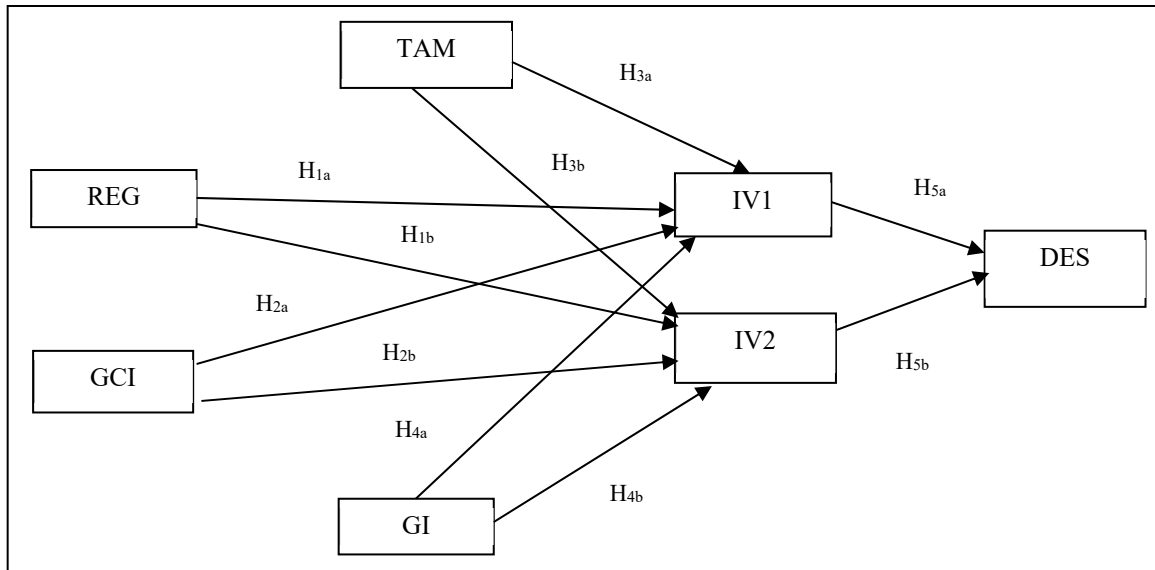 TAM
H3a
H3b
H1a
REG
IV1
H5a
H1b
DES
H2a
IV2
H2b
GCI
H5b
H4a
H4b
GI